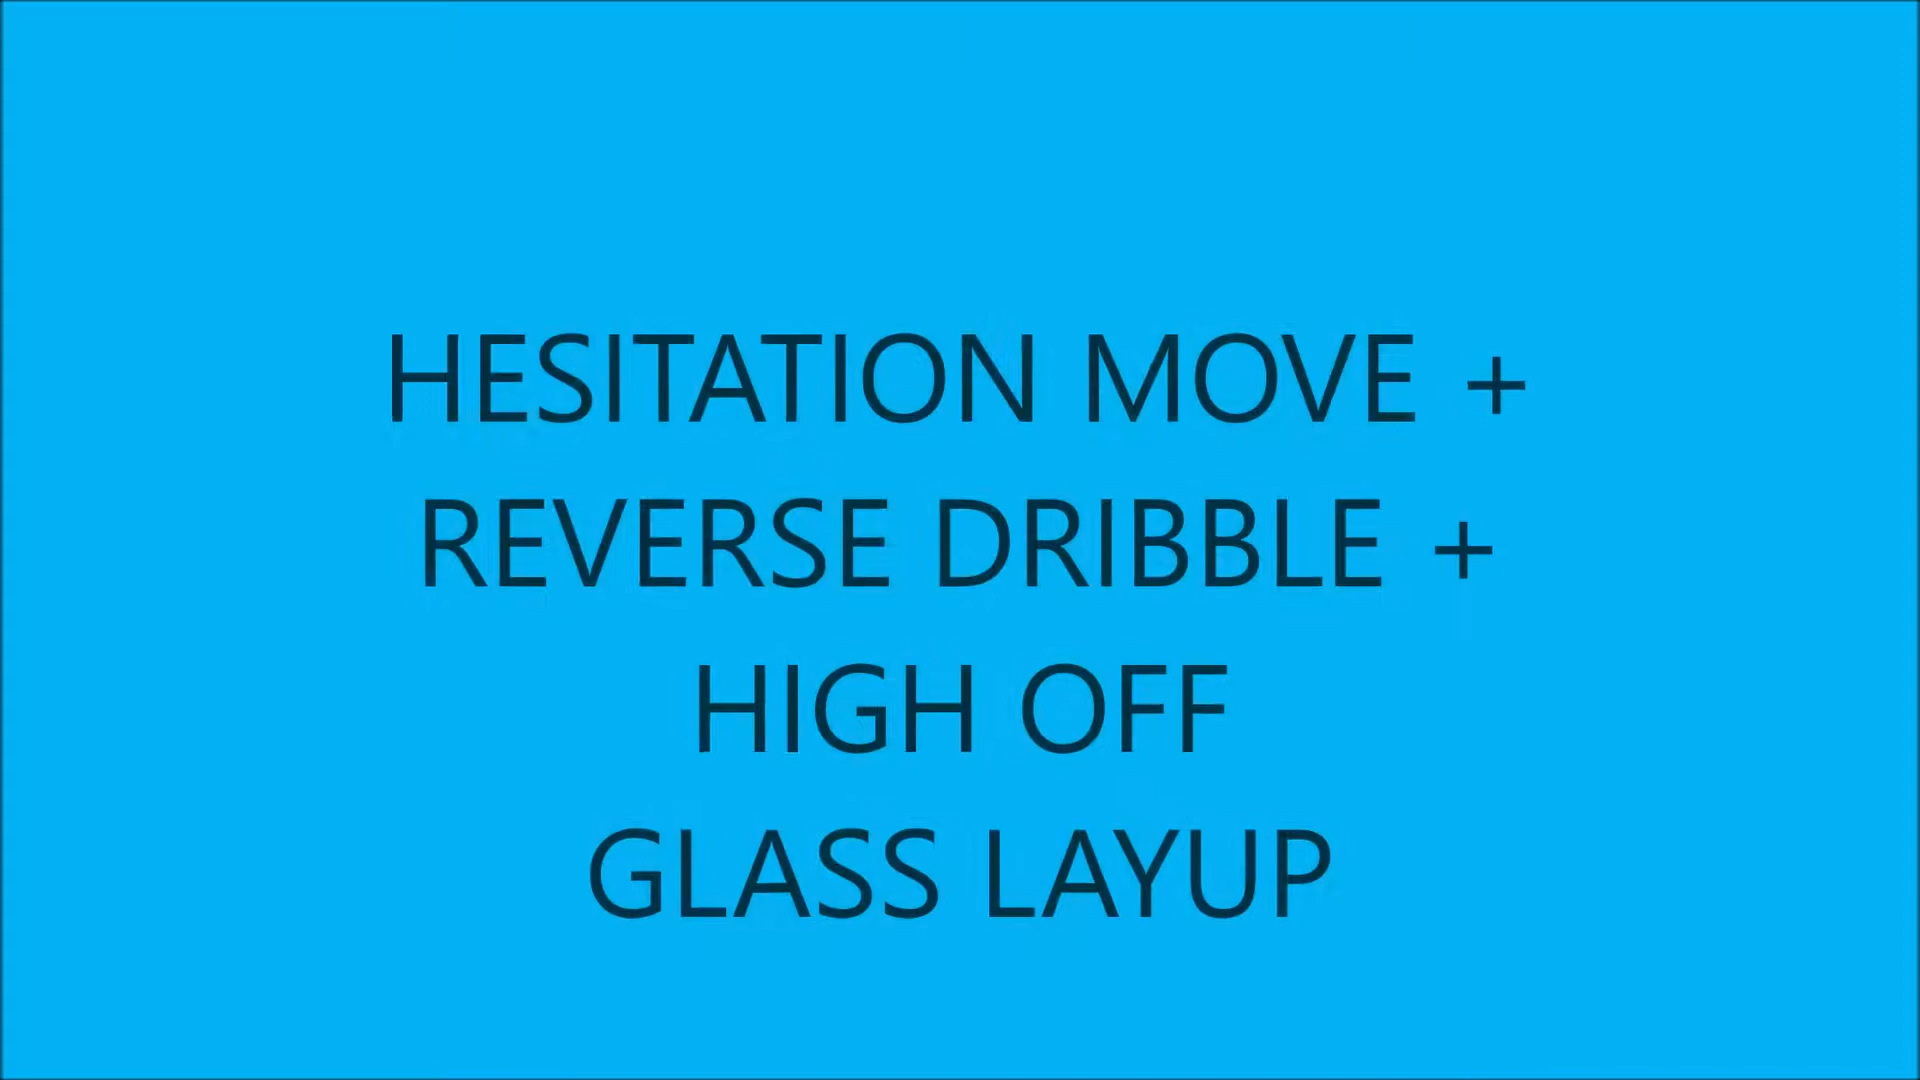 HESITATION MOVE +
REVERSE DRIBBLE +
HIGH OFF
GLASS LAYUP